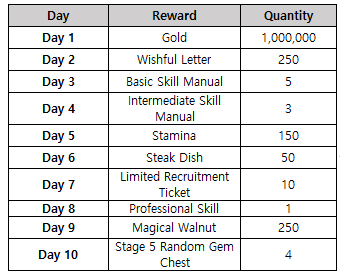 Day Reward Quantity
Day 1 Gold 1,000,000
Day 2 Wishful Letter 250
Day 3 Basic Skill Manual 5
Day 4 Intermediate Skill Manual 3
Day 5 Stamina 150
Day 6 Steak Dish 50
Day 7 Limited Recruitment Ticket 10
Day 8 Professional Skill 1
Day 9 Magical Walnut 250
Day 10 Stage 5 Random Gem Chest 4